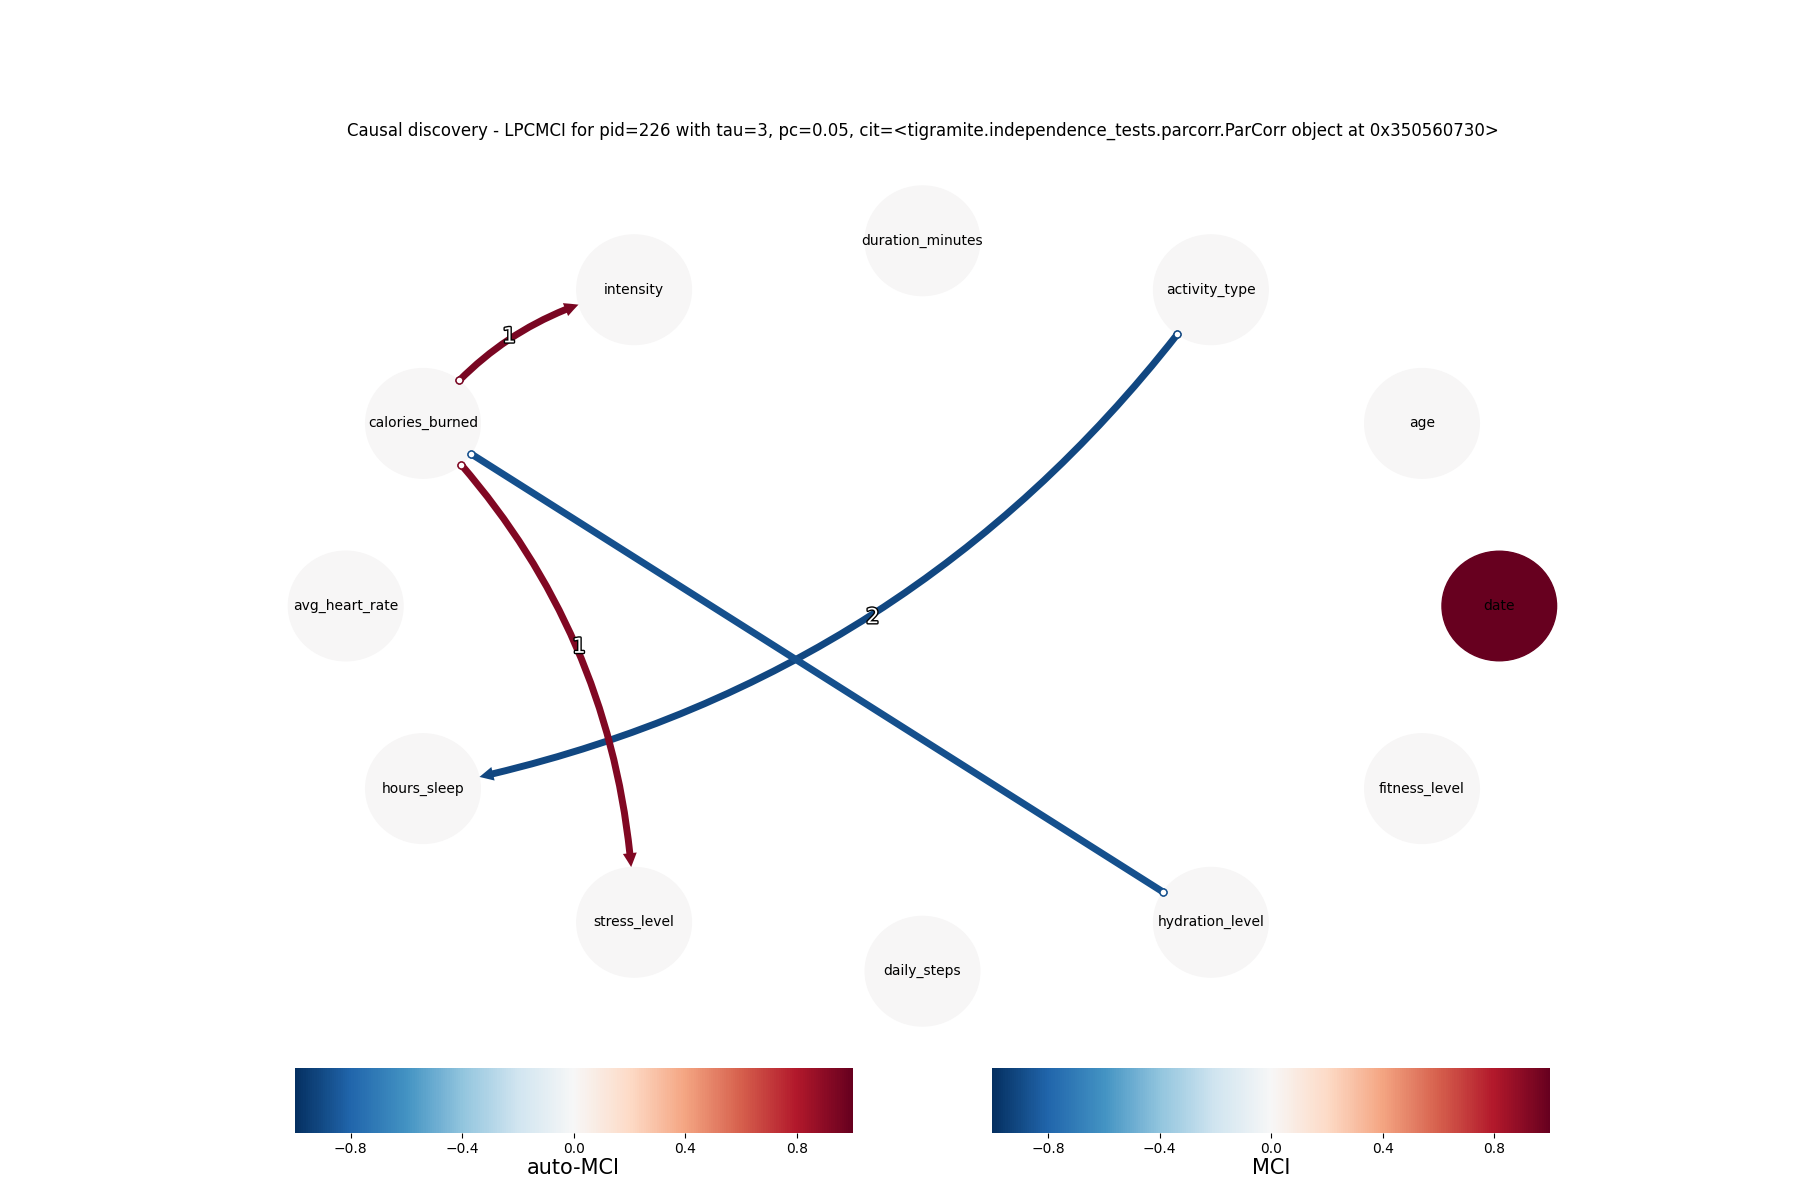 Causal discovery - LPCMCI for pid=226 with tau=3, pc=0.05, cit=<tigramite.independence_tests.parcorr.ParCorr object at 0x350560730>
duration_minutes
intensity
activity_type
1
calories_burned
age
avg_heart_rate
date
2
1
hours_sleep
fitness_level
stress_level
hydration_level
daily_steps
−0.8 −0.4 0.0 0.4 0.8
auto-MCI
−0.8 −0.4 0.0 0.4 0.8
MCI